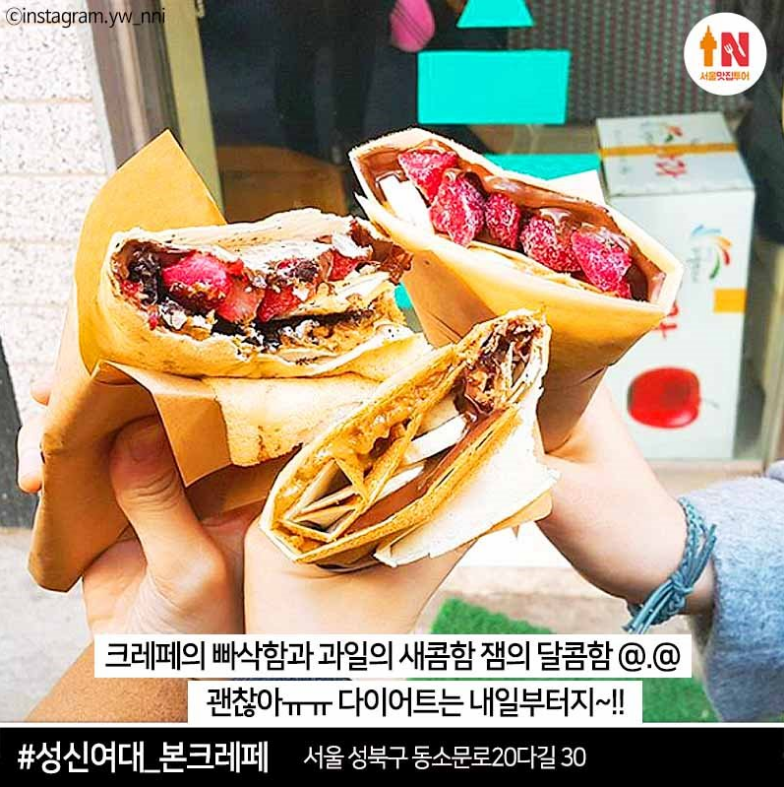 ©instagram.yw_nni
IN
서울맛집투어
크레페의 빠삭함과 과일의 새콤함 잼의 달콤함 @.@
괜찮아ㅠㅠ 다이어트는 내일부터지~!!
#성신여대_본크레페 서울 성북구 동소문로20다길 30